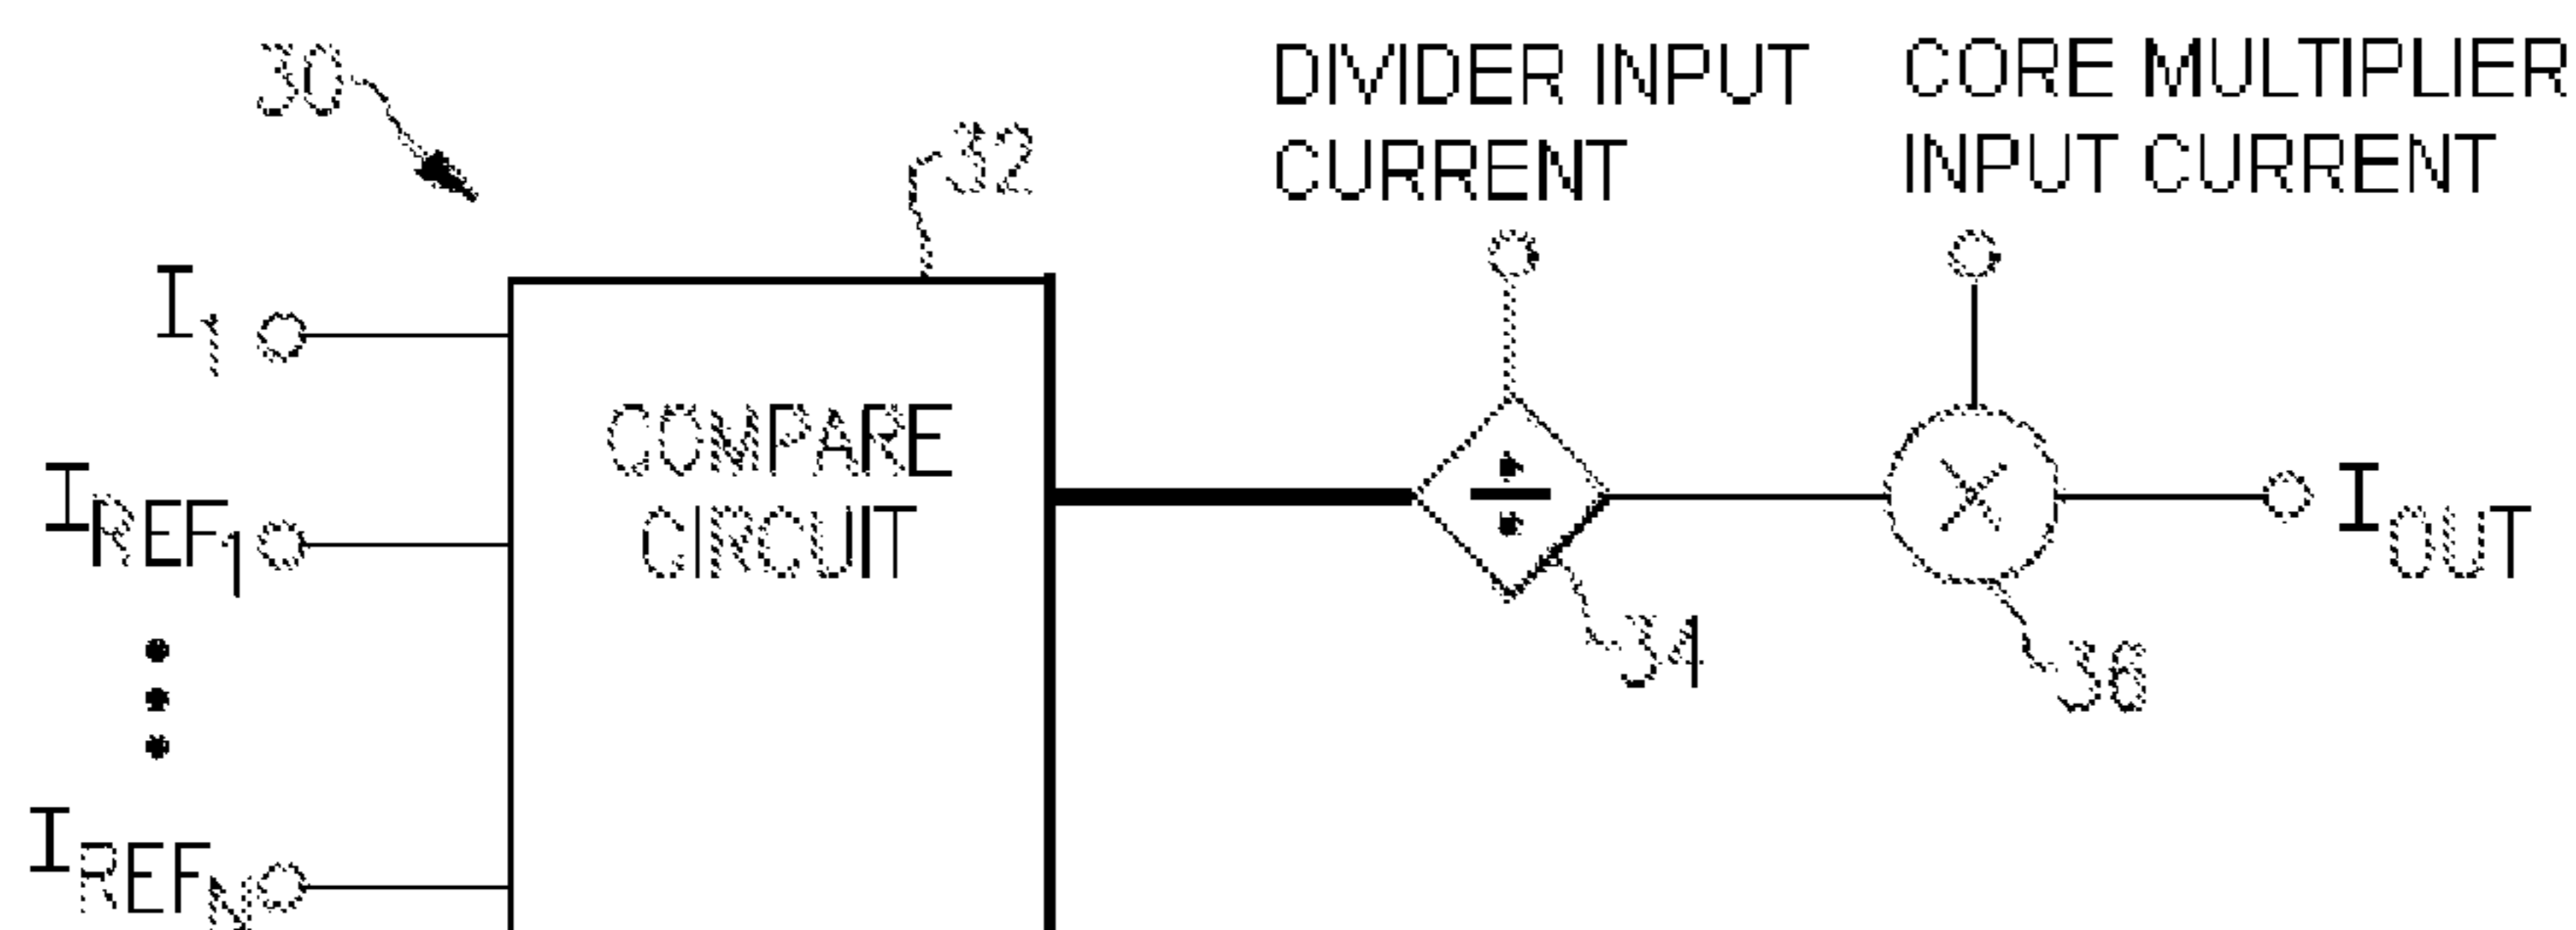 30
32
DIVIDER INPUT
CURRENT
CORE MULTIPLIER
INPUT CURRENT
I1
IREF1
IREFN
COMPARE
CIRCUIT
÷
34
×
36
IOUT